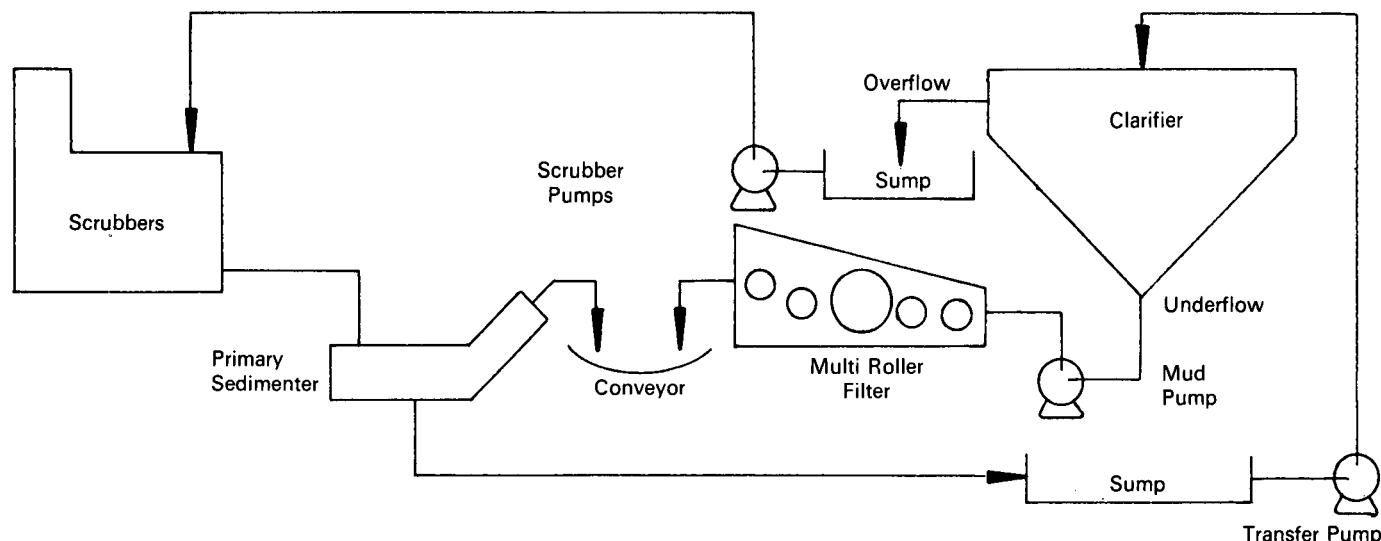 Overflow
Clarifier
Scrubber
Pumps
Sump
Scrubbers
Underflow
Primary
Sedimenter
Conveyor
Multi Roller
Filter
Mud
Pump
Sump
Transfer Pump